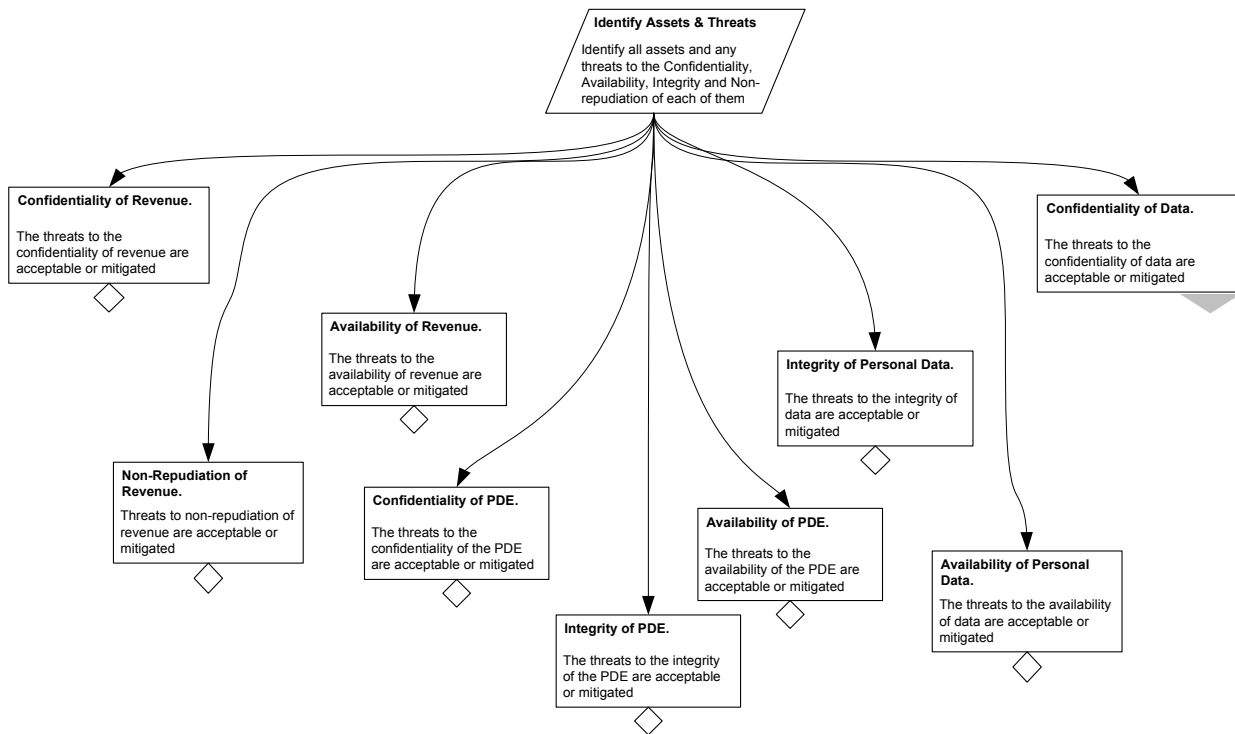 Identify Assets & Threats
Identify all assets and any
threats to the Confidentiality,
Availability, Integrity and Non-
repudiation of each of them
Confidentiality of Revenue.
The threats to the
confidentiality of revenue are
acceptable or mitigated
Confidentiality of Data.
The threats to the
confidentiality of data are
acceptable or mitigated
Availability of Revenue.
The threats to the
availability of revenue are
acceptable or mitigated
Integrity of Personal Data.
The threats to the integrity of
data are acceptable or
mitigated
Non-Repudiation of
Revenue.
Threats to non-repudiation of
revenue are acceptable or
mitigated
Confidentiality of PDE.
The threats to the
confidentiality of the PDE
are acceptable or mitigated
Availability of PDE.
The threats to the
availability of the PDE are
acceptable or mitigated
Availability of Personal
Data.
The threats to the availability
of data are acceptable or
mitigated
Integrity of PDE.
The threats to the integrity
of the PDE are acceptable
or mitigated